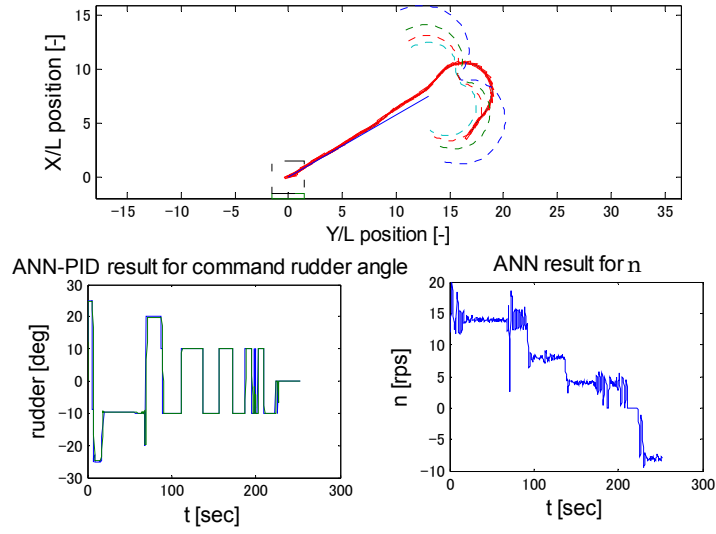 15
10
5
0
X/L position [-]
-15 -10 -5 0 5 10 15 20 25 30 35
Y/L position [-]
ANN-PID result for command rudder angle
30
20
10
0
-10
-20
-30
rudder [deg]
0 100 200 300
t [sec]
ANN result for n
20
15
10
5
0
-5
-10
n [rps]
0 100 200 300
t [sec]